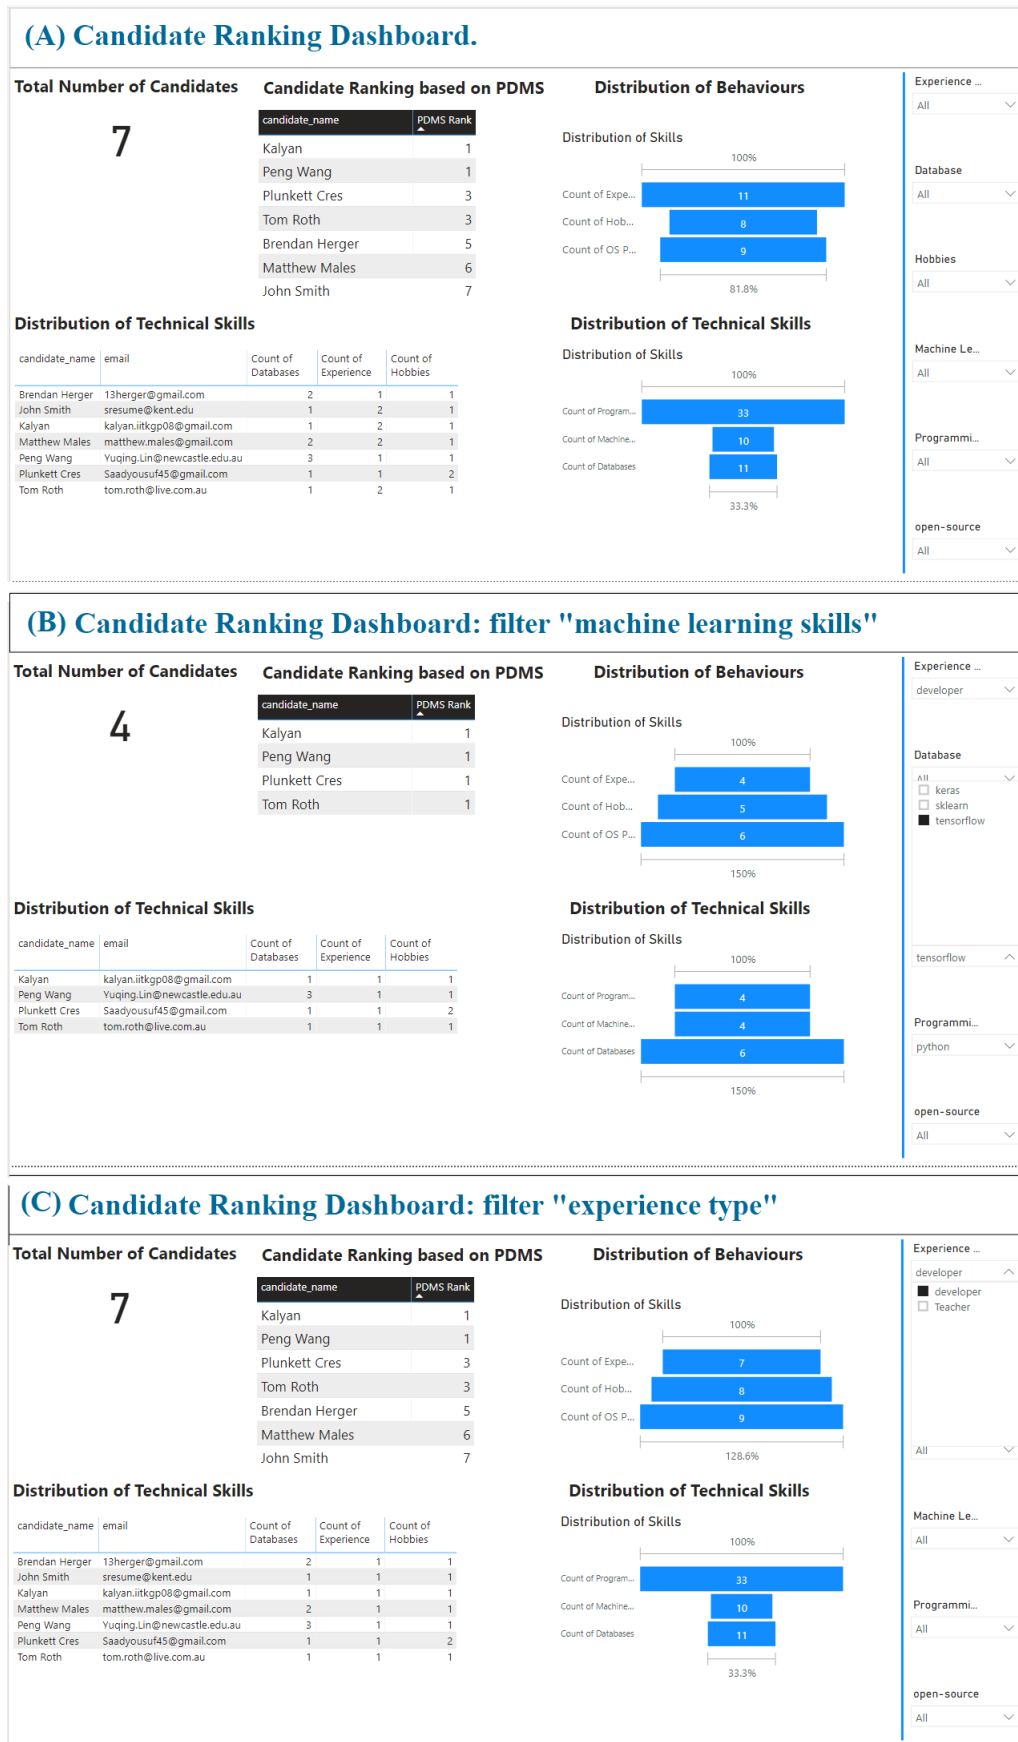 (A) Candidate Ranking Dashboard.
Total Number of Candidates
7
Candidate Ranking based on PDMS
candidate_name PDMS Rank
Kalyan 1
Peng Wang 1
Plunkett Cres 3
Tom Roth 3
Brendan Herger 5
Matthew Males 6
John Smith 7
Distribution of Behaviours
Distribution of Skills
100%
Count of Expe... 11
Count of Hob... 8
Count of OS P... 9
81.8%
Distribution of Technical Skills
candidate_name email Count of Databases Count of Experience Count of Hobbies
Brendan Herger 13herger@gmail.com 2 1 1
John Smith sresume@kent.edu 1 2 1
Kalyan kalyan.iitkgp08@gmail.com 1 2 1
Matthew Males matthew.males@gmail.com 2 2 1
Peng Wang Yuqing.Lin@newcastle.edu.au 3 1 1
Plunkett Cres Saadyousuf45@gmail.com 1 1 2
Tom Roth tom.roth@live.com.au 1 2 1
Distribution of Technical Skills
Distribution of Skills
100%
Count of Program... 33
Count of Machine... 10
Count of Databases 11
33.3%
Experience ...
All
Database
All
Hobbies
All
Machine Le...
All
Programmi...
All
open-source
All
(B) Candidate Ranking Dashboard: filter "machine learning skills"
Total Number of Candidates
4
Candidate Ranking based on PDMS
candidate_name PDMS Rank
Kalyan 1
Peng Wang 1
Plunkett Cres 1
Tom Roth 1
Distribution of Behaviours
Distribution of Skills
100%
Count of Expe... 4
Count of Hob... 5
Count of OS P... 6
150%
Distribution of Technical Skills
candidate_name email Count of Databases Count of Experience Count of Hobbies
Kalyan kalyan.iitkgp08@gmail.com 1 1 1
Peng Wang Yuqing.Lin@newcastle.edu.au 3 1 1
Plunkett Cres Saadyousuf45@gmail.com 1 1 2
Tom Roth tom.roth@live.com.au 1 1 1
Distribution of Technical Skills
Distribution of Skills
100%
Count of Program... 4
Count of Machine... 4
Count of Databases 6
150%
Experience ...
developer
Database
All
keras
sklearn
tensorflow
tensorflow
Programmi...
python
open-source
All
(C) Candidate Ranking Dashboard: filter "experience type"
Total Number of Candidates
7
Candidate Ranking based on PDMS
candidate_name PDMS Rank
Kalyan 1
Peng Wang 1
Plunkett Cres 3
Tom Roth 3
Brendan Herger 5
Matthew Males 6
John Smith 7
Distribution of Behaviours
Distribution of Skills
100%
Count of Expe... 7
Count of Hob... 8
Count of OS P... 9
128.6%
Distribution of Technical Skills
candidate_name email Count of Databases Count of Experience Count of Hobbies
Brendan Herger 13herger@gmail.com 2 1 1
John Smith sresume@kent.edu 1 1 1
Kalyan kalyan.iitkgp08@gmail.com 1 1 1
Matthew Males matthew.males@gmail.com 2 1 1
Peng Wang Yuqing.Lin@newcastle.edu.au 3 1 1
Plunkett Cres Saadyousuf45@gmail.com 1 1 2
Tom Roth tom.roth@live.com.au 1 1 1
Distribution of Technical Skills
Distribution of Skills
100%
Count of Program... 33
Count of Machine... 10
Count of Databases 11
33.3%
Experience ...
developer
developer
Teacher
All
Machine Le...
All
Programmi...
All
open-source
All